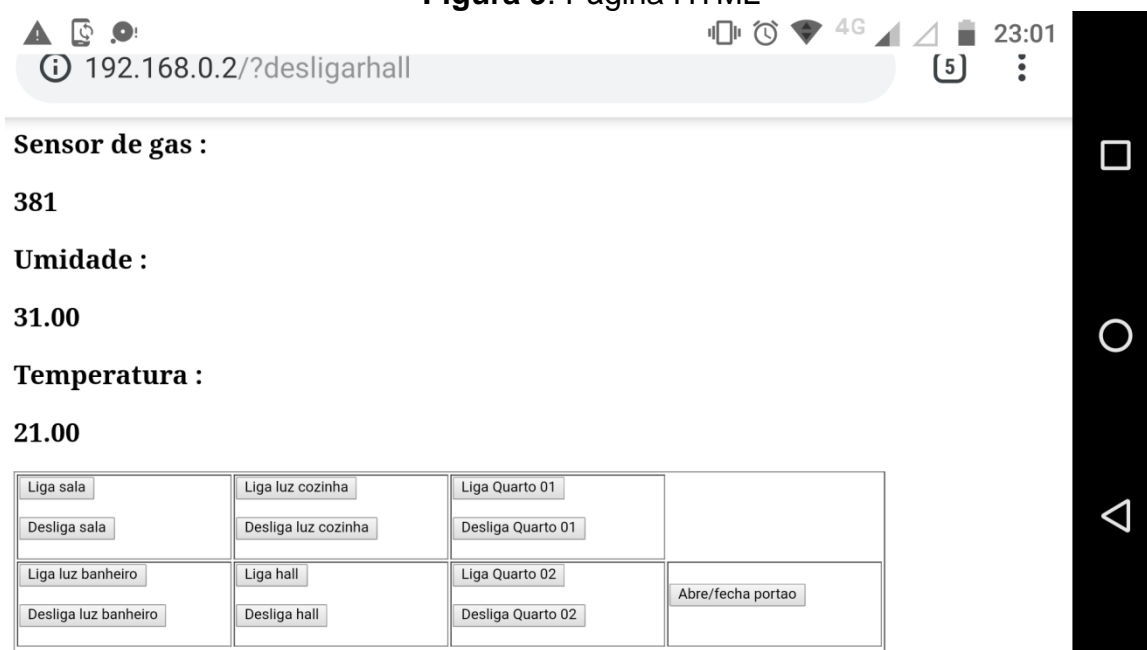 Figura 5. Página HTML
4G 23:01
192.168.0.2/?desligarhall 5
Sensor de gas :
381
Umidade :
31.00
Temperatura :
21.00
Liga sala Liga luz cozinha Liga Quarto 01
Desliga sala Desliga luz cozinha Desliga Quarto 01
Liga luz banheiro Liga hall Liga Quarto 02
Abre/fecha portao
Desliga luz banheiro Desliga hall Desliga Quarto 02